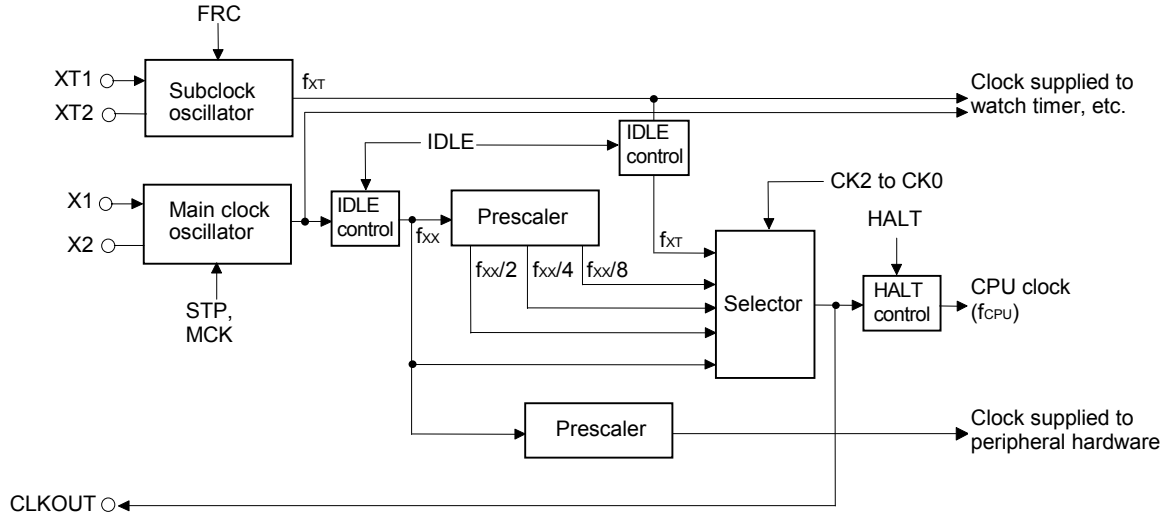 FRC
XT1
XT2
Subclock
oscillator
fXT
Clock supplied to
watch timer, etc.
IDLE
IDLE
control
X1
X2
Main clock
oscillator
IDLE
control
fXX
Prescaler
CK2 to CK0
HALT
fXT
fXX/2
fXX/4
fXX/8
Selector
HALT
control
CPU clock
(fCPU)
STP,
MCK
Prescaler
Clock supplied to
peripheral hardware
CLKOUT